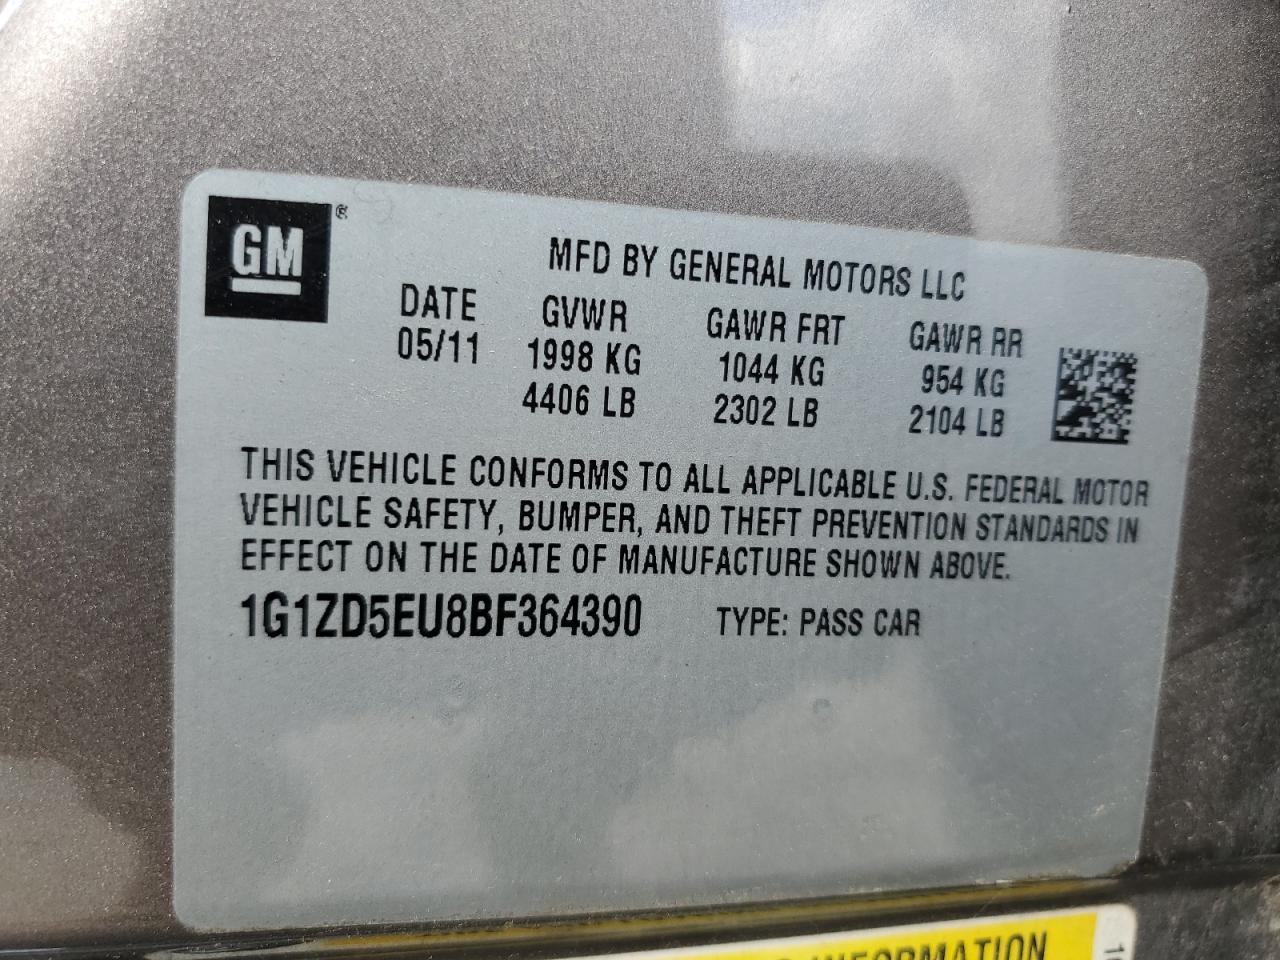 GM ®
MFD BY GENERAL MOTORS LLC
DATE GVWR GAWR FRT GAWR RR
05/11 1998 KG 1044 KG 954 KG
4406 LB 2302 LB 2104 LB
THIS VEHICLE CONFORMS TO ALL APPLICABLE U.S. FEDERAL MOTOR
VEHICLE SAFETY, BUMPER, AND THEFT PREVENTION STANDARDS IN
EFFECT ON THE DATE OF MANUFACTURE SHOWN ABOVE.
1G1ZD5EU8BF364390 TYPE: PASS CAR
INFORMATION